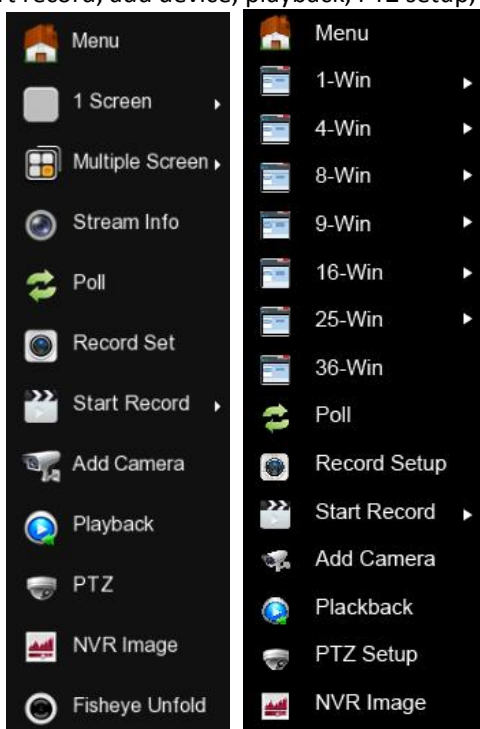 rt record, add device, playback, PTZ setup,
Menu
1 Screen
Multiple Screen
Stream Info
Poll
Record Set
Start Record
Add Camera
Playback
PTZ
NVR Image
Fisheye Unfold
Menu
1-Win
4-Win
8-Win
9-Win
16-Win
25-Win
36-Win
Poll
Record Setup
Start Record
Add Camera
Plackback
PTZ Setup
NVR Image